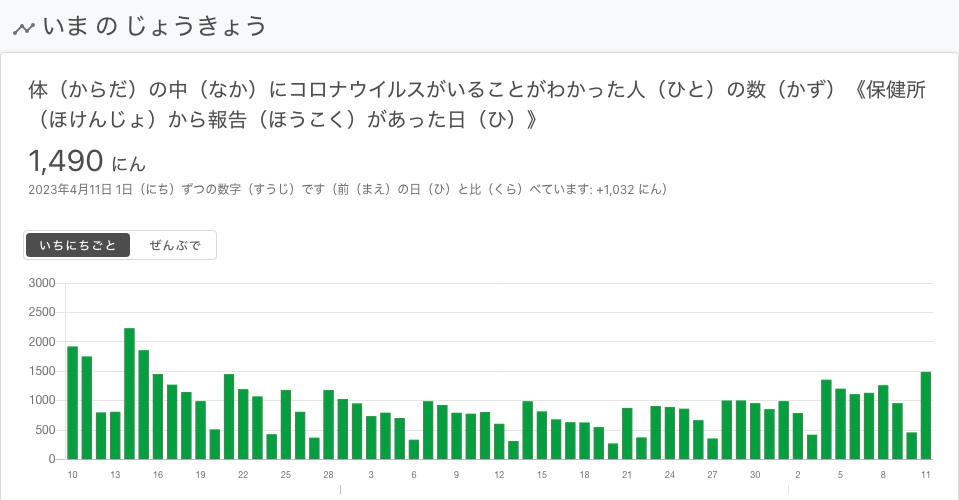 いま の じょうきょう
体（からだ）の中（なか）にコロナウイルスがいることがわかった人（ひと）の数（かず）《保健所
（ほけんじょ）から報告（ほうこく）があった日（ひ）》
1,490 にん
2023年4月11日 1日（にち）ずつの数字（すうじ）です（前（まえ）の日（ひ）と比（くら）べています: +1,032 にん）
いちにちごと ぜんぶで
3000
2500
2000
1500
1000
500
0
10 13 16 19 22 25 28 3 6 9 12 15 18 21 24 27 30 2 5 8 11